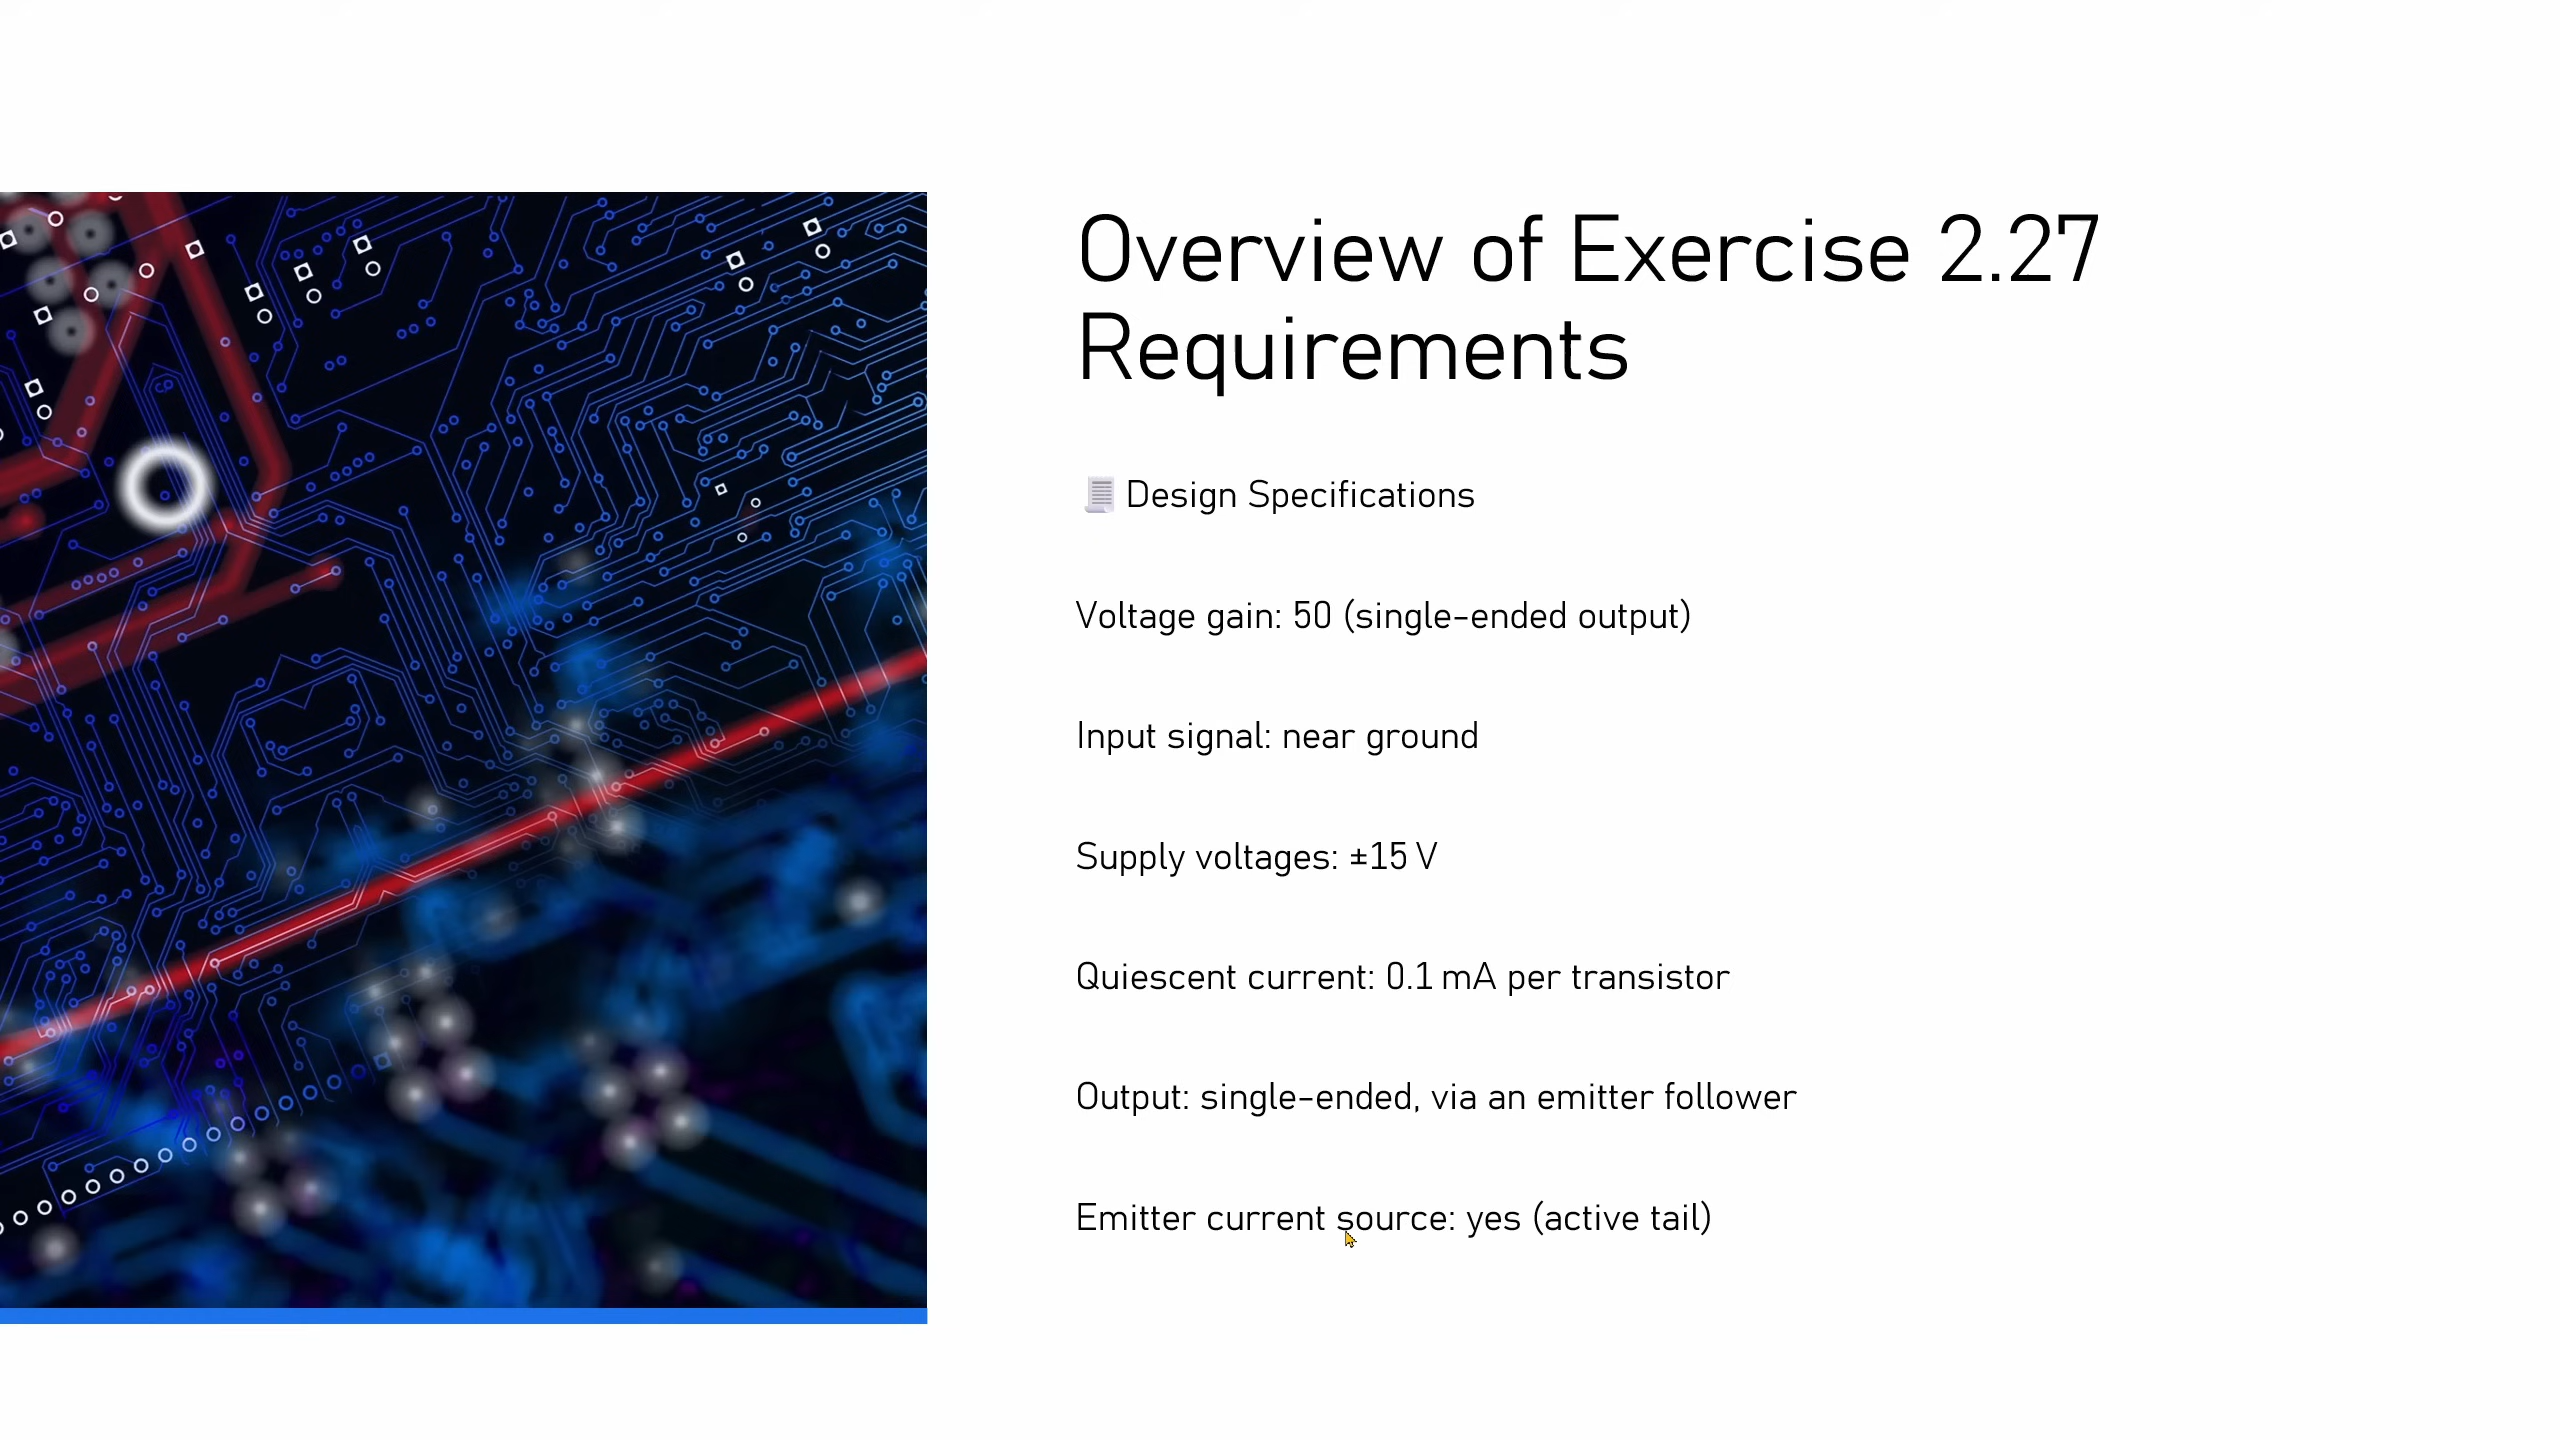 Overview of Exercise 2.27
Requirements
📜 Design Specifications
Voltage gain: 50 (single-ended output)
Input signal: near ground
Supply voltages: ±15 V
Quiescent current: 0.1 mA per transistor
Output: single-ended, via an emitter follower
Emitter current source: yes (active tail)